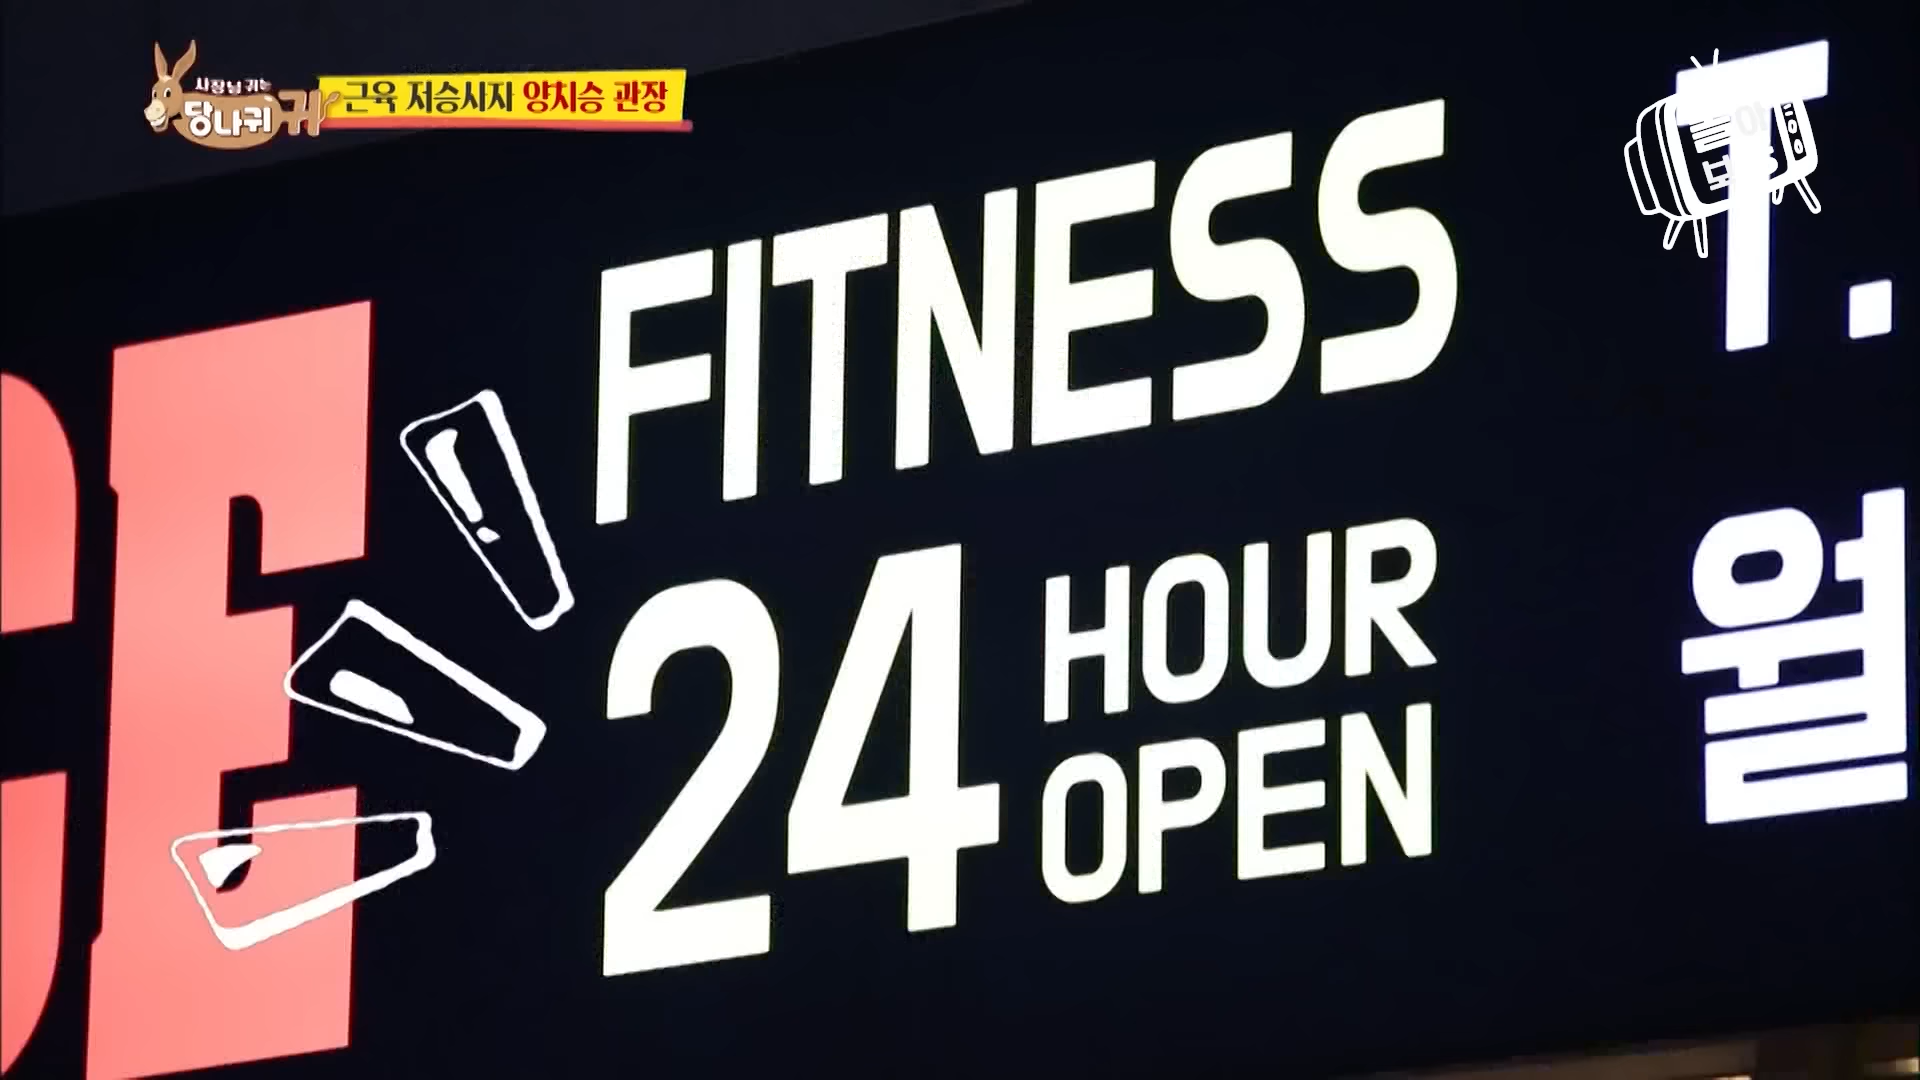 사장님 귀는
당나귀 귀
근육 저승사자 양치승 관장
CE
FITNESS
24 HOUR
OPEN
T.
월